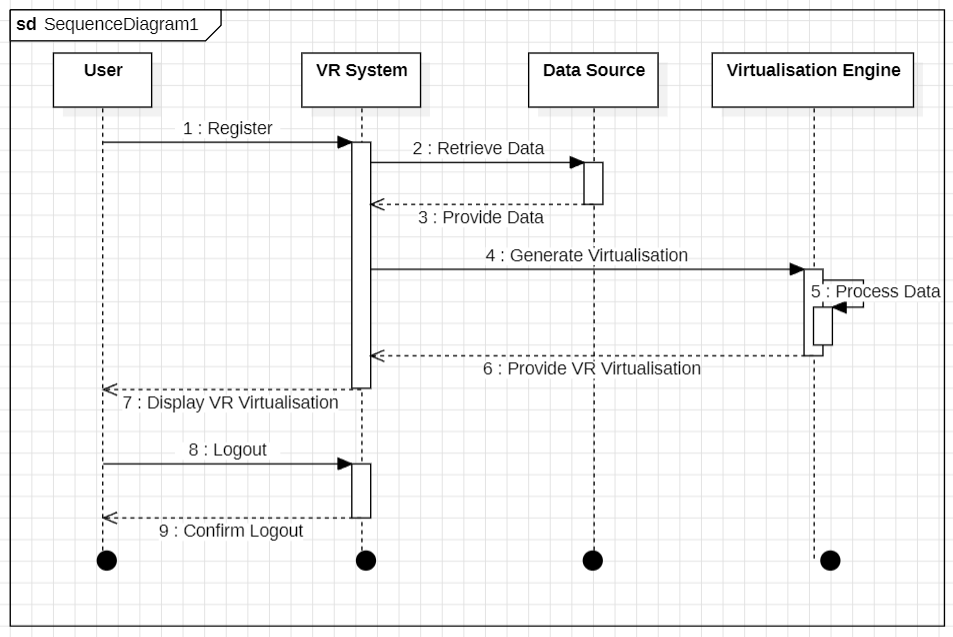 sd SequenceDiagram1
User
VR System
Data Source
Virtualisation Engine
1 : Register
2 : Retrieve Data
3 : Provide Data
4 : Generate Virtualisation
5 : Process Data
6 : Provide VR Virtualisation
7 : Display VR Virtualisation
8 : Logout
9 : Confirm Logout